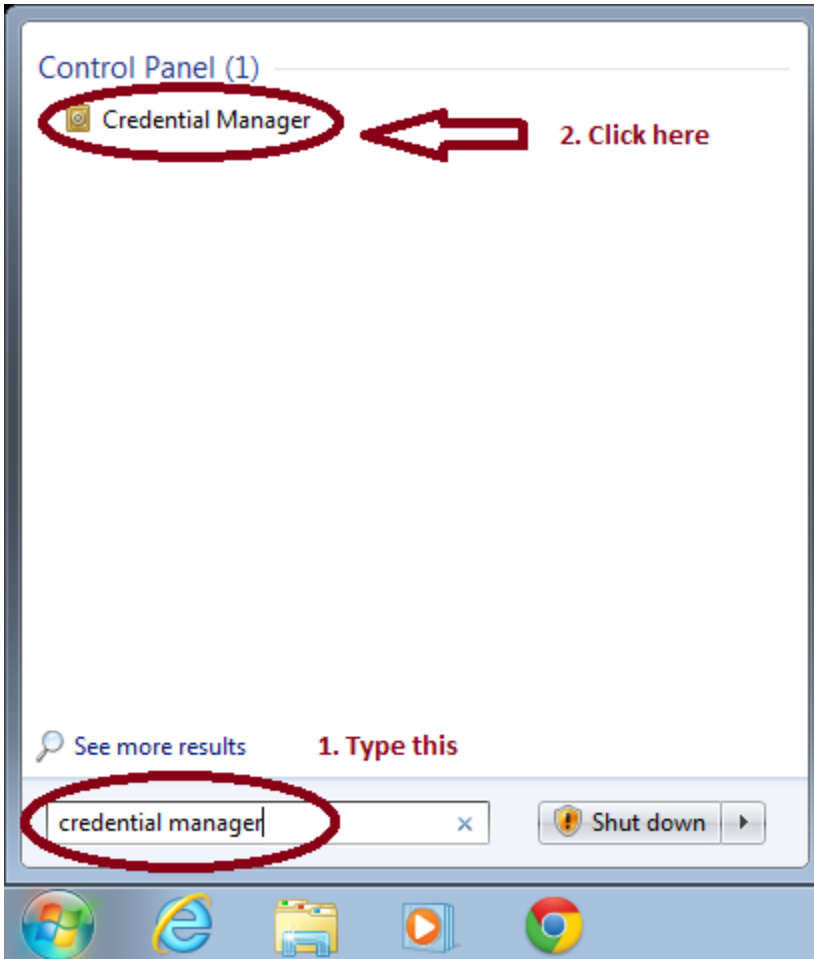 Control Panel (1)
Credential Manager
2. Click here
See more results
1. Type this
credential manager
Shut down